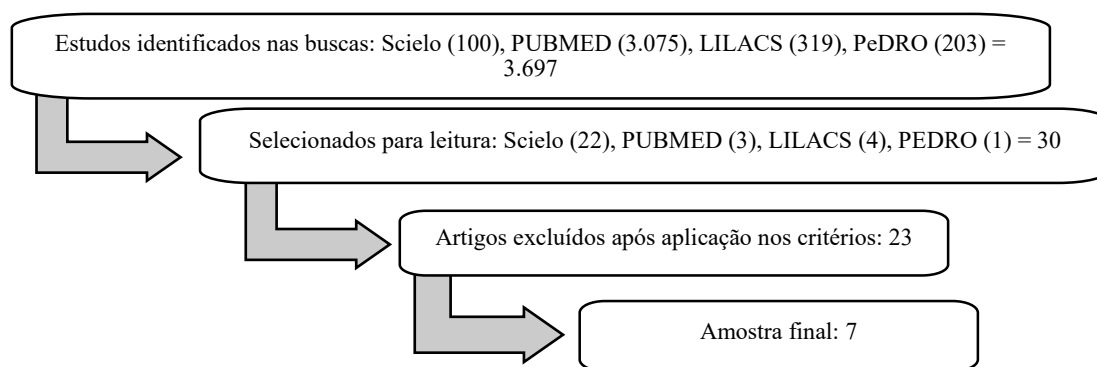 Estudos identificados nas buscas: Scielo (100), PUBMED (3.075), LILACS (319), PeDRO (203) =
3.697
Selecionados para leitura: Scielo (22), PUBMED (3), LILACS (4), PEDRO (1) = 30
Artigos excluídos após aplicação nos critérios: 23
Amostra final: 7